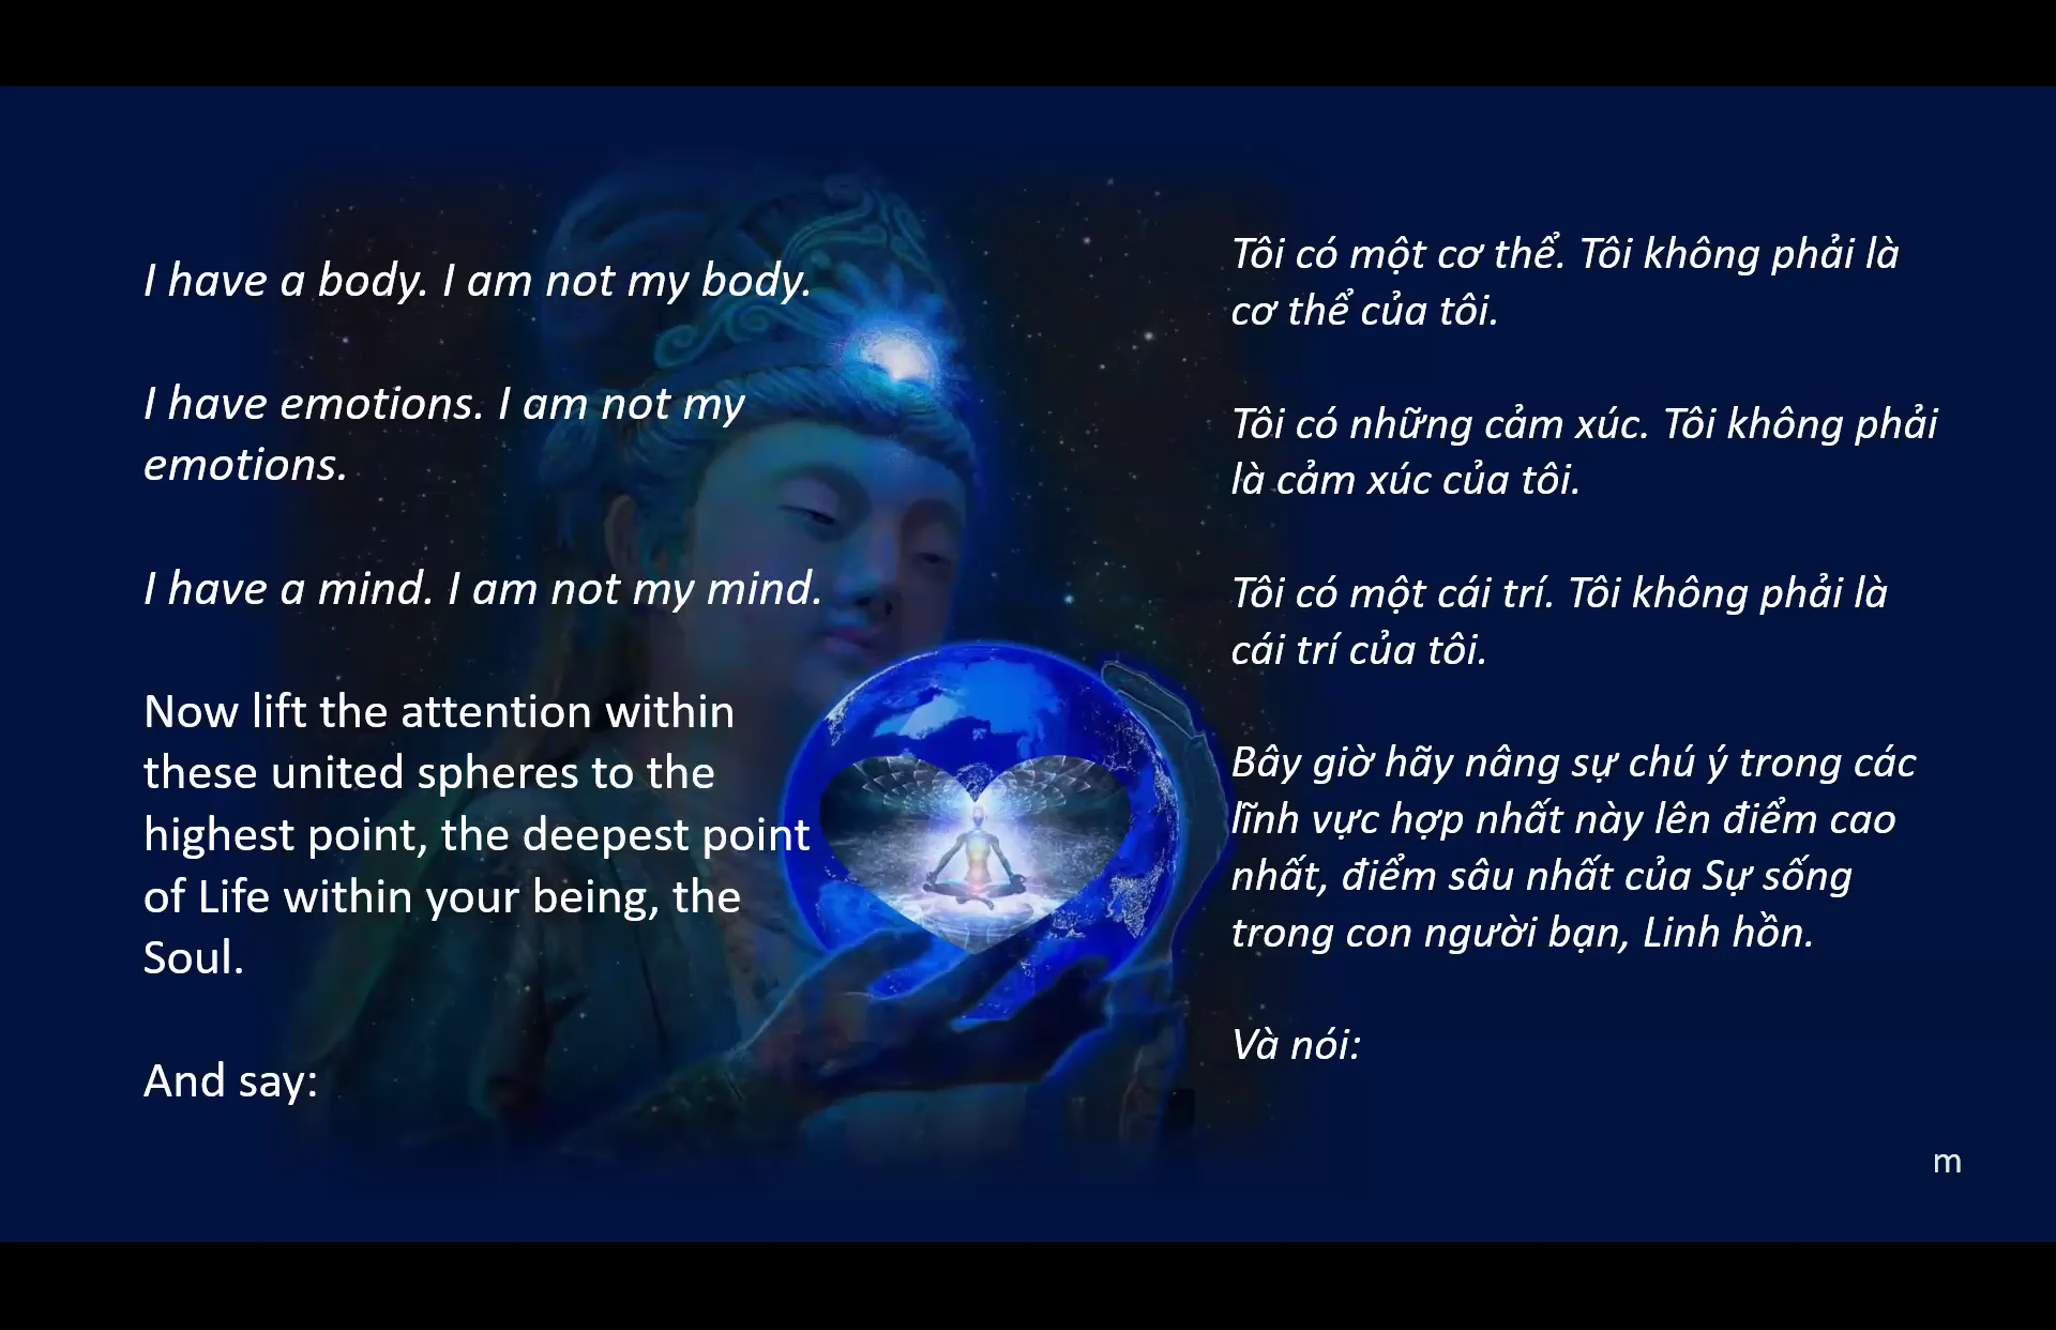 I have a body. I am not my body.
I have emotions. I am not my
emotions.
I have a mind. I am not my mind.
Now lift the attention within
these united spheres to the
highest point, the deepest point
of Life within your being, the
Soul.
And say:
Tôi có một cơ thể. Tôi không phải là
cơ thể của tôi.
Tôi có những cảm xúc. Tôi không phải
là cảm xúc của tôi.
Tôi có một cái trí. Tôi không phải là
cái trí của tôi.
Bây giờ hãy nâng sự chú ý trong các
lĩnh vực hợp nhất này lên điểm cao
nhất, điểm sâu nhất của Sự sống
trong con người bạn, Linh hồn.
Và nói:
m